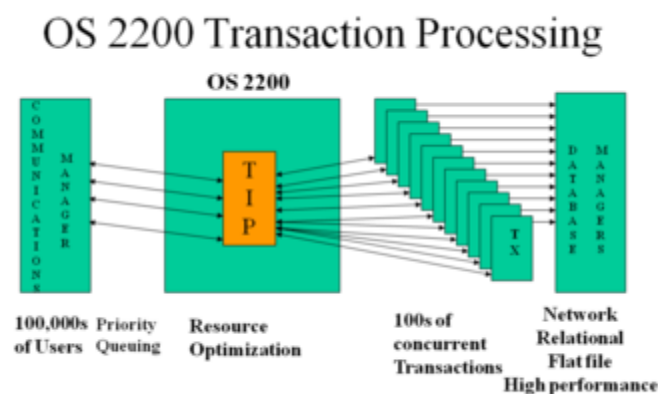 OS 2200 Transaction Processing
OS 2200
COMMUNICATIONS
MANAGER
TIP
TX
DATABASE
MANAGERS
100,000s
of Users
Priority
Queuing
Resource
Optimization
100s of
concurrent
Transactions
Network
Relational
Flat file
High performance